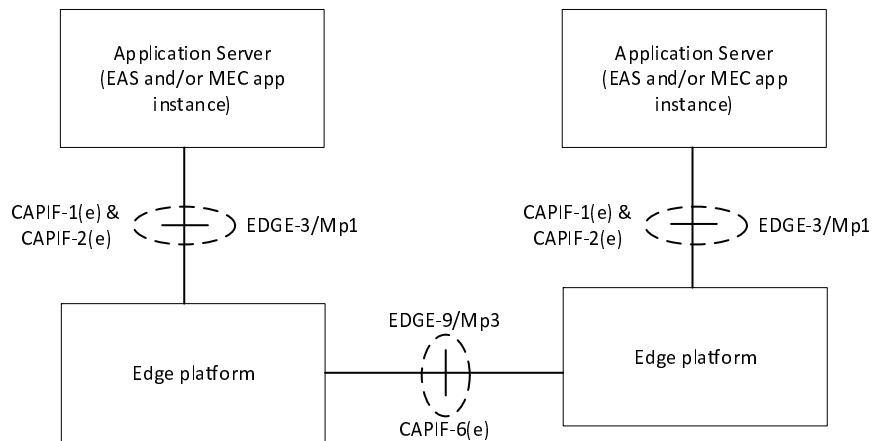 Application Server
(EAS and/or MEC app
instance)
Application Server
(EAS and/or MEC app
instance)
CAPIF-1(e) &
CAPIF-2(e)
EDGE-3/Mp1
CAPIF-1(e) &
CAPIF-2(e)
EDGE-3/Mp1
EDGE-9/Mp3
Edge platform
Edge platform
CAPIF-6(e)